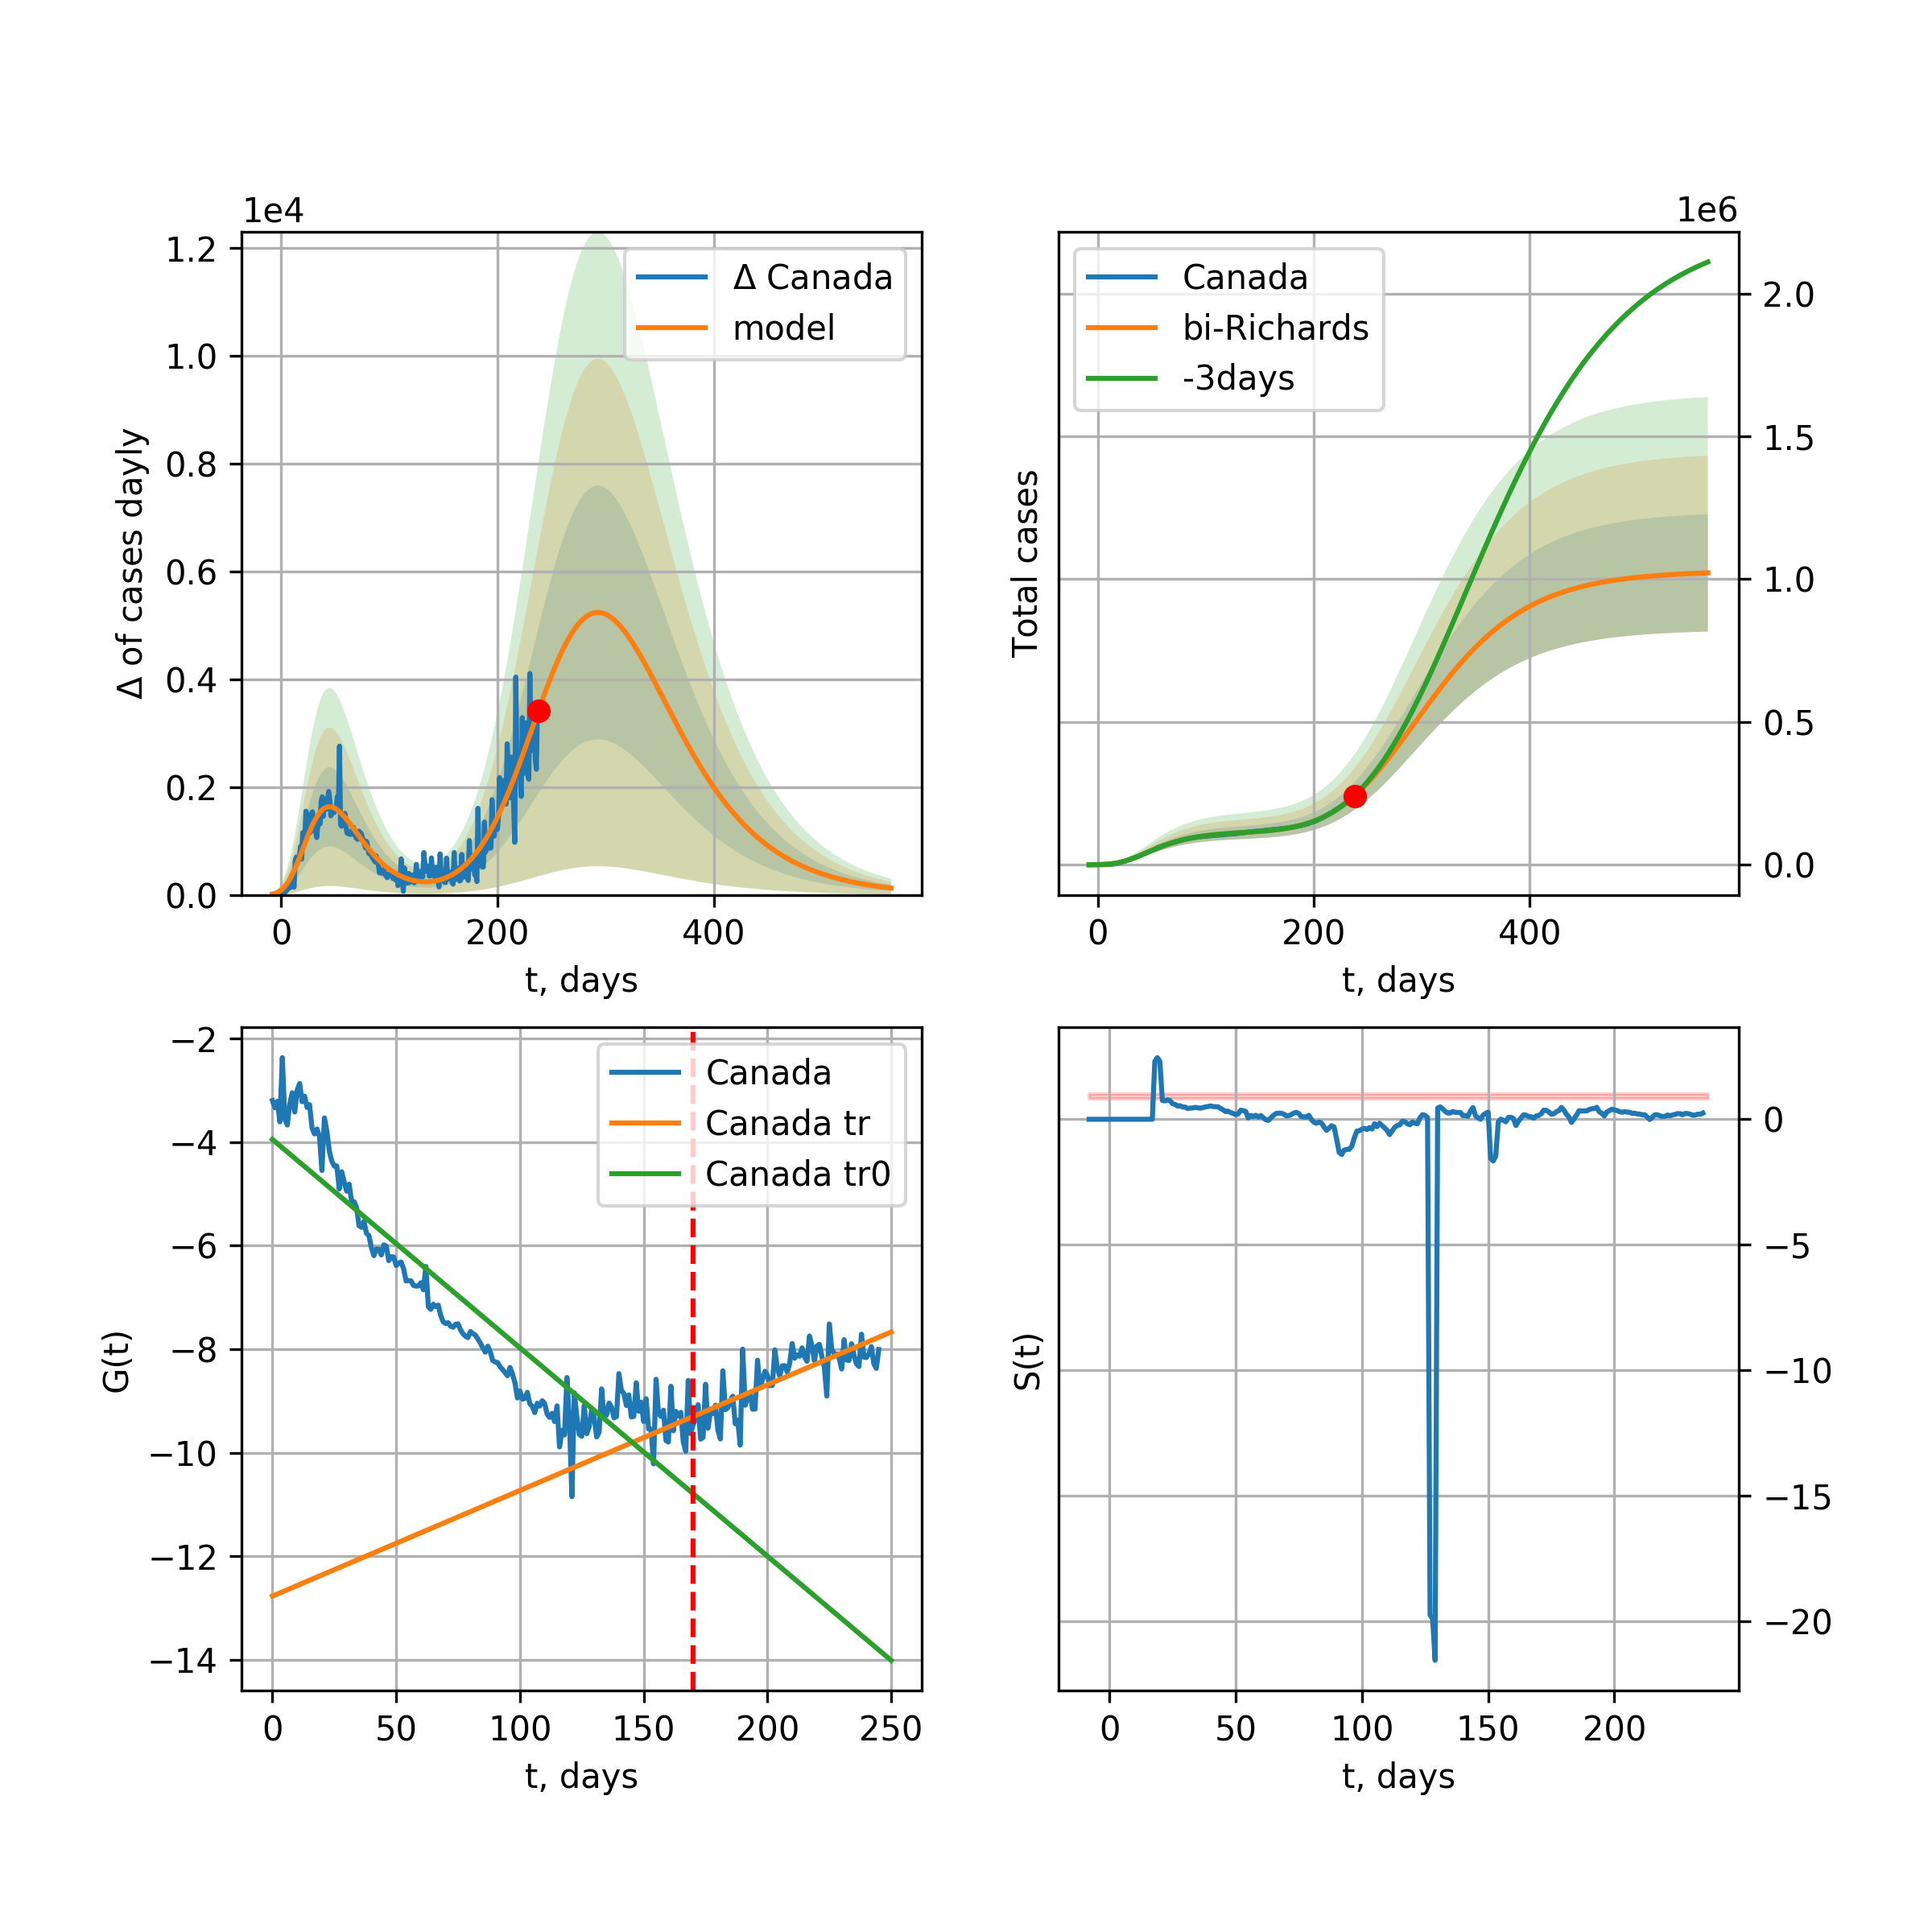 1e4
Δ of cases dayly
1.2
1.0
0.8
0.6
0.4
0.2
0.0
0 200 400
t, days
Δ Canada
model
1e6
Total cases
2.0
1.5
1.0
0.5
0.0
0 200 400
t, days
Canada
bi-Richards
-3days
G(t)
−2
−4
−6
−8
−10
−12
−14
0 50 100 150 200 250
t, days
Canada
Canada tr
Canada tr0
S(t)
0
−5
−10
−15
−20
0 50 100 150 200
t, days